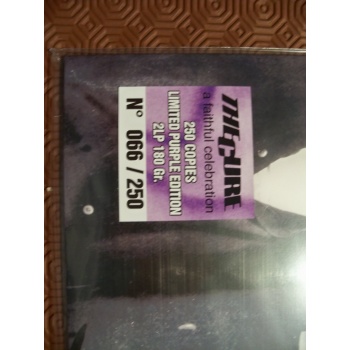 THE CURE
a faithful celebration
250 COPIES
LIMITED PURPLE EDITION
2LP 180 Gr.
N° 066 / 250